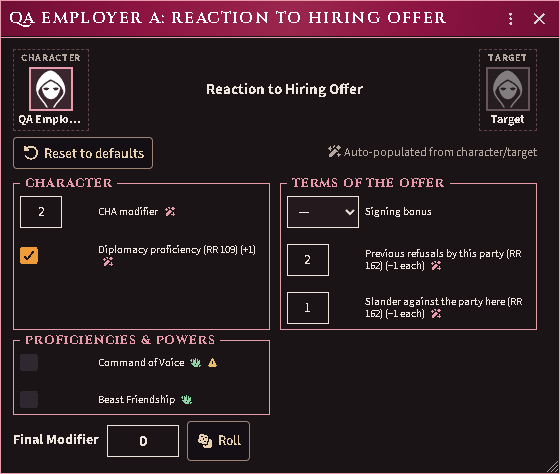 QA EMPLOYER A: REACTION TO HIRING OFFER
CHARACTER
QA Emplo...
Reaction to Hiring Offer
TARGET
Target
Reset to defaults
Auto-populated from character/target
CHARACTER
2
CHA modifier
Diplomacy proficiency (RR 109) (+1)
TERMS OF THE OFFER
—
Signing bonus
2
Previous refusals by this party (RR
162) (−1 each)
1
Slander against the party here (RR
162) (−1 each)
PROFICIENCIES & POWERS
Command of Voice
Beast Friendship
Final Modifier
0
Roll